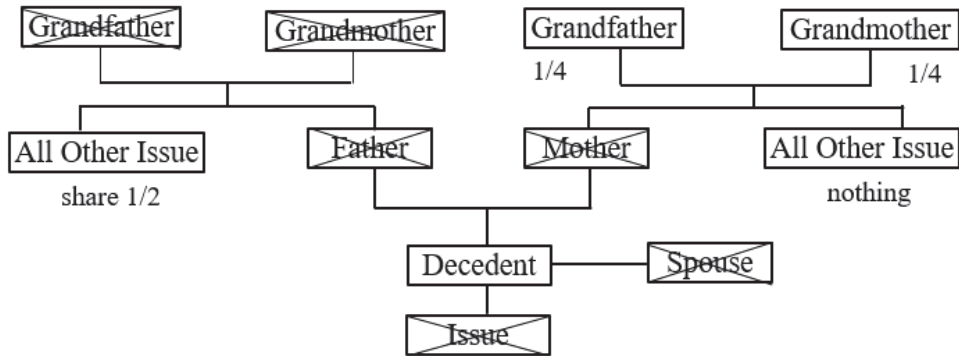 Grandfather
Grandmother
Grandfather
Grandmother
1/4
1/4
All Other Issue
Father
Mother
All Other Issue
share 1/2
nothing
Decedent
Spouse
Issue